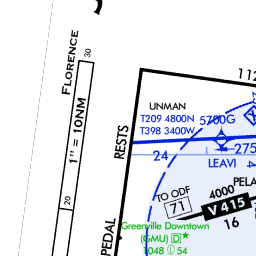 FLORENCE
1" = 10NM
30
20
RESTS
PEDAL
112
UNMAN
T209 4800N
T398 3400W
5700G
24
275
LEAVI
PELA
TO ODF
71
4000
V 415
16
Greenville Downtown
(GMU) D★
1048 54